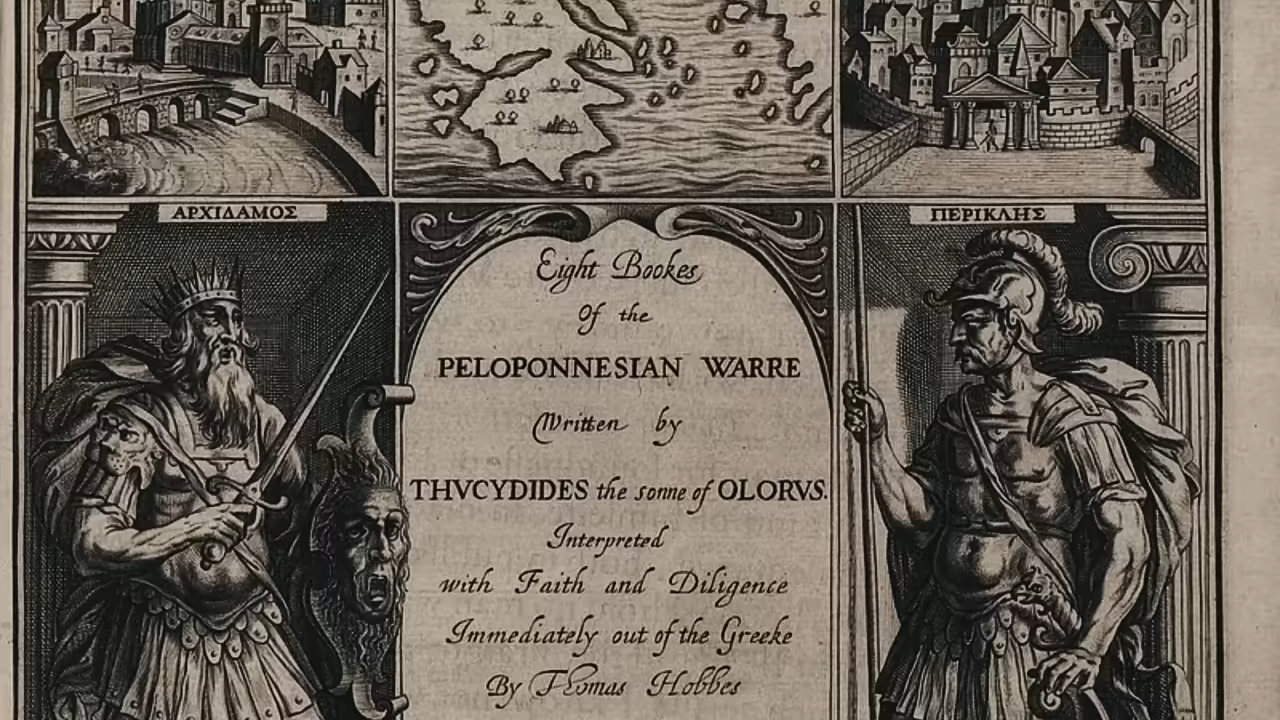 ΑΡΧΙΔΑΜΟΣ
ΠΕΡΙΚΛΗΣ
Eight Bookes
Of the
PELOPONNESIAN WARRE
Written by
THVCYDIDES the sonne of OLORVS.
Interpreted
with Faith and Diligence
Immediately out of the Greeke
By Thomas Hobbes